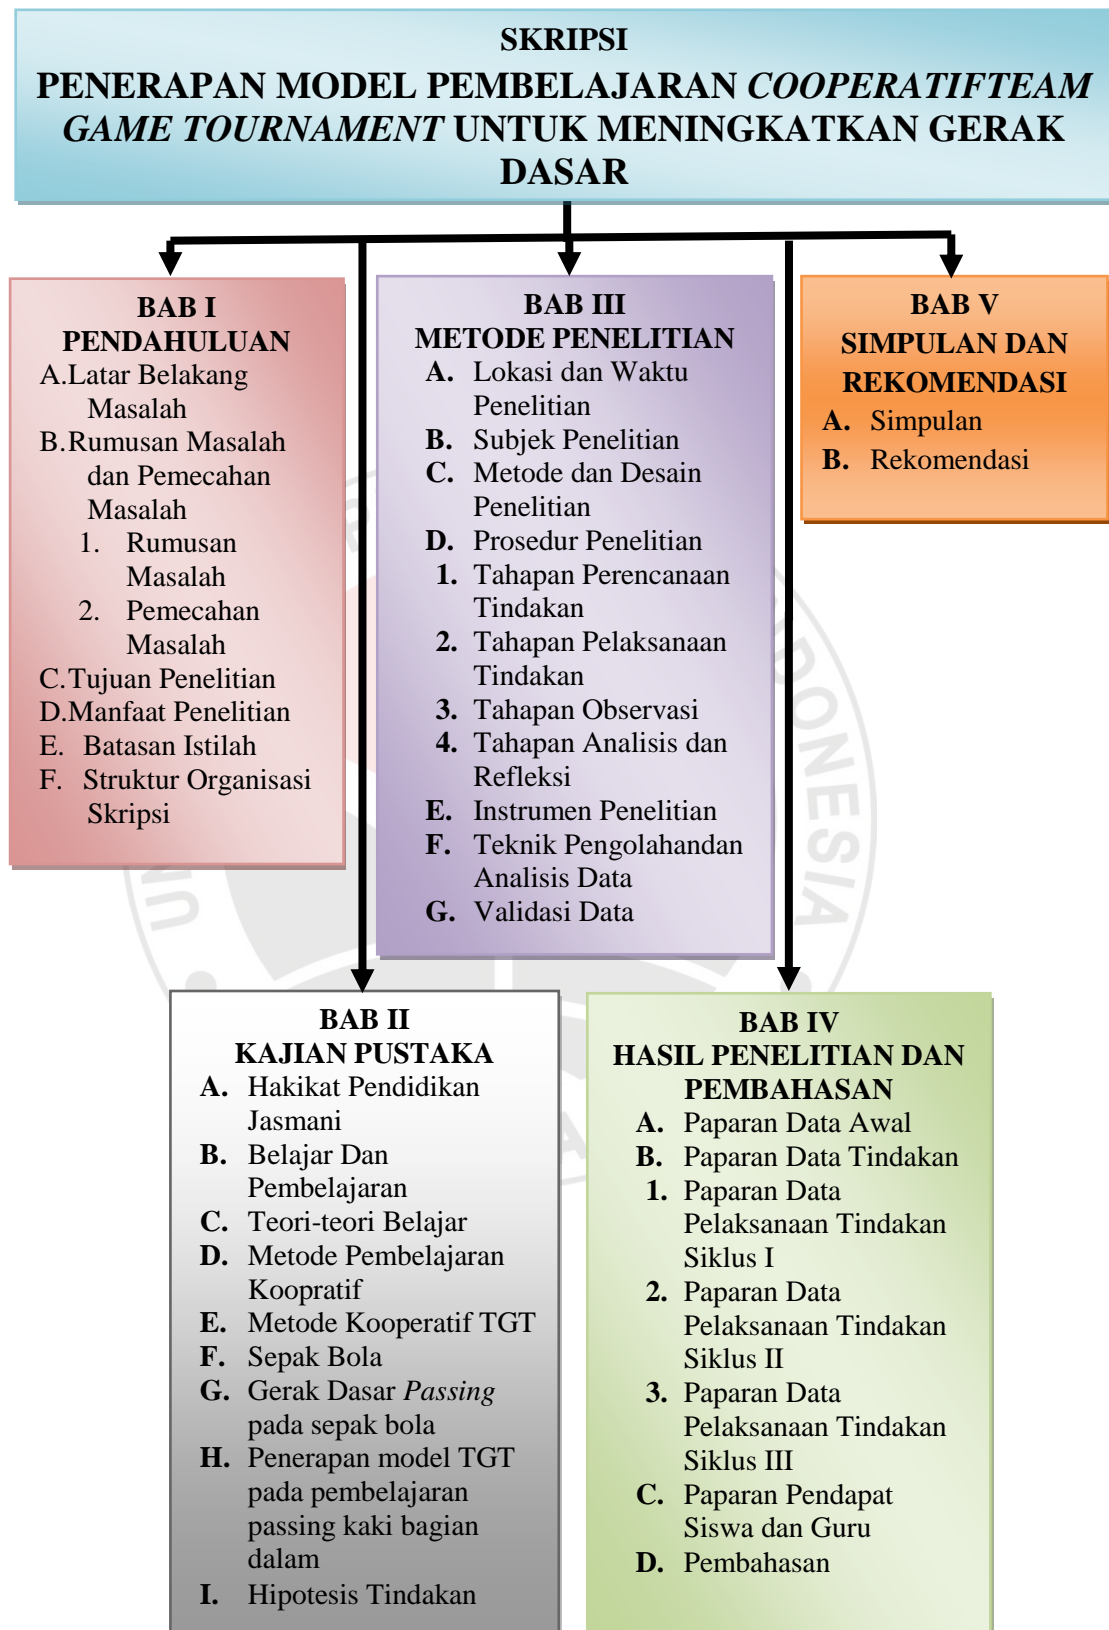 SKRIPSI
PENERAPAN MODEL PEMBELAJARAN COOPERATIFTEAM
GAME TOURNAMENT UNTUK MENINGKATKAN GERAK
DASAR
BAB I
PENDAHULUAN
A.Latar Belakang
Masalah
B.Rumusan Masalah
dan Pemecahan
Masalah
1. Rumusan
Masalah
2. Pemecahan
Masalah
C.Tujuan Penelitian
D.Manfaat Penelitian
E. Batasan Istilah
F. Struktur Organisasi
Skripsi
BAB III
METODE PENELITIAN
A. Lokasi dan Waktu
Penelitian
B. Subjek Penelitian
C. Metode dan Desain
Penelitian
D. Prosedur Penelitian
1. Tahapan Perencanaan
Tindakan
2. Tahapan Pelaksanaan
Tindakan
3. Tahapan Observasi
4. Tahapan Analisis dan
Refleksi
E. Instrumen Penelitian
F. Teknik Pengolahandan
Analisis Data
G. Validasi Data
BAB V
SIMPULAN DAN
REKOMENDASI
A. Simpulan
B. Rekomendasi
BAB II
KAJIAN PUSTAKA
A. Hakikat Pendidikan
Jasmani
B. Belajar Dan
Pembelajaran
C. Teori-teori Belajar
D. Metode Pembelajaran
Koopratif
E. Metode Kooperatif TGT
F. Sepak Bola
G. Gerak Dasar Passing
pada sepak bola
H. Penerapan model TGT
pada pembelajaran
passing kaki bagian
dalam
I. Hipotesis Tindakan
BAB IV
HASIL PENELITIAN DAN
PEMBAHASAN
A. Paparan Data Awal
B. Paparan Data Tindakan
1. Paparan Data
Pelaksanaan Tindakan
Siklus I
2. Paparan Data
Pelaksanaan Tindakan
Siklus II
3. Paparan Data
Pelaksanaan Tindakan
Siklus III
C. Paparan Pendapat
Siswa dan Guru
D. Pembahasan